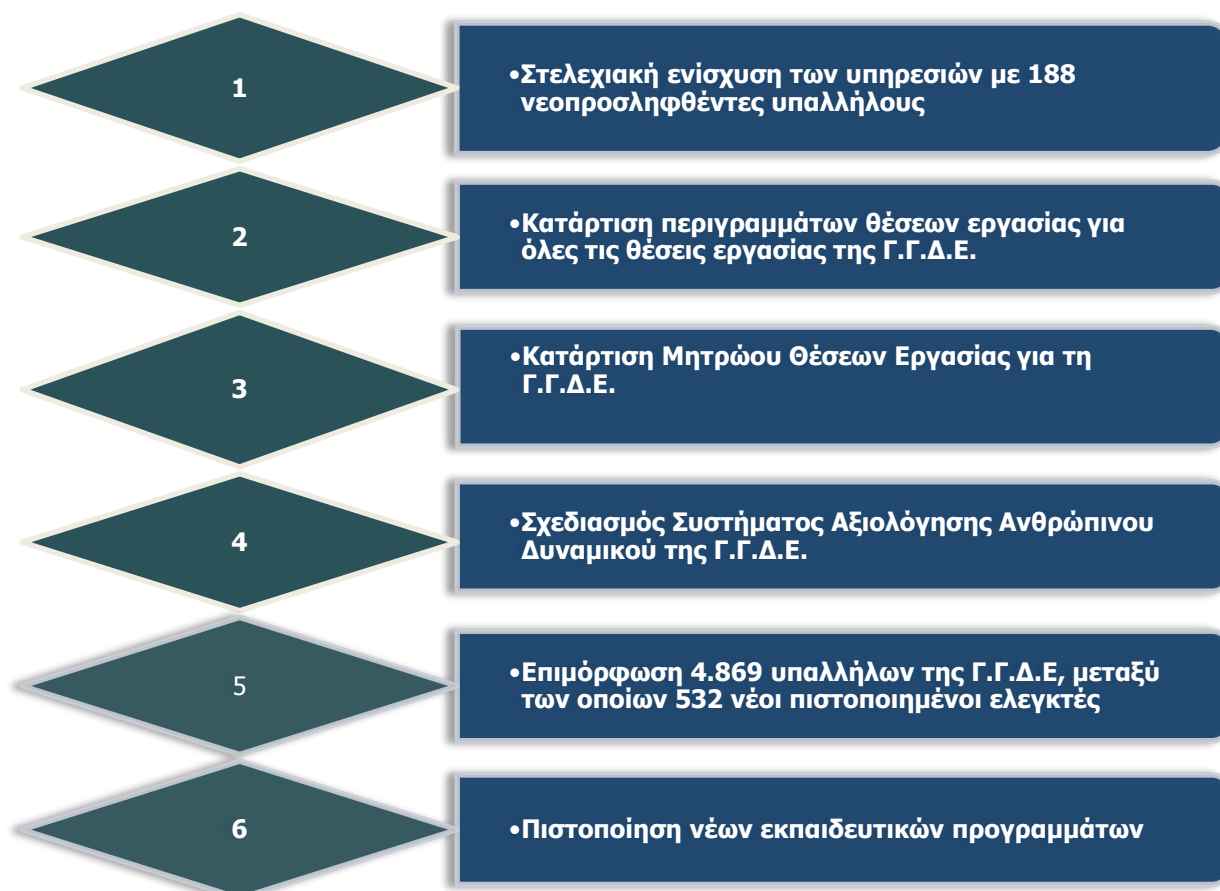 1
•Στελεχιακή ενίσχυση των υπηρεσιών με 188
νεοπροσληφθέντες υπαλλήλους
2
•Κατάρτιση περιγραμμάτων θέσεων εργασίας για
όλες τις θέσεις εργασίας της Γ.Γ.Δ.Ε.
3
•Κατάρτιση Μητρώου Θέσεων Εργασίας για τη
Γ.Γ.Δ.Ε.
4
•Σχεδιασμός Συστήματος Αξιολόγησης Ανθρώπινου
Δυναμικού της Γ.Γ.Δ.Ε.
5
•Επιμόρφωση 4.869 υπαλλήλων της Γ.Γ.Δ.Ε, μεταξύ
των οποίων 532 νέοι πιστοποιημένοι ελεγκτές
6
•Πιστοποίηση νέων εκπαιδευτικών προγραμμάτων